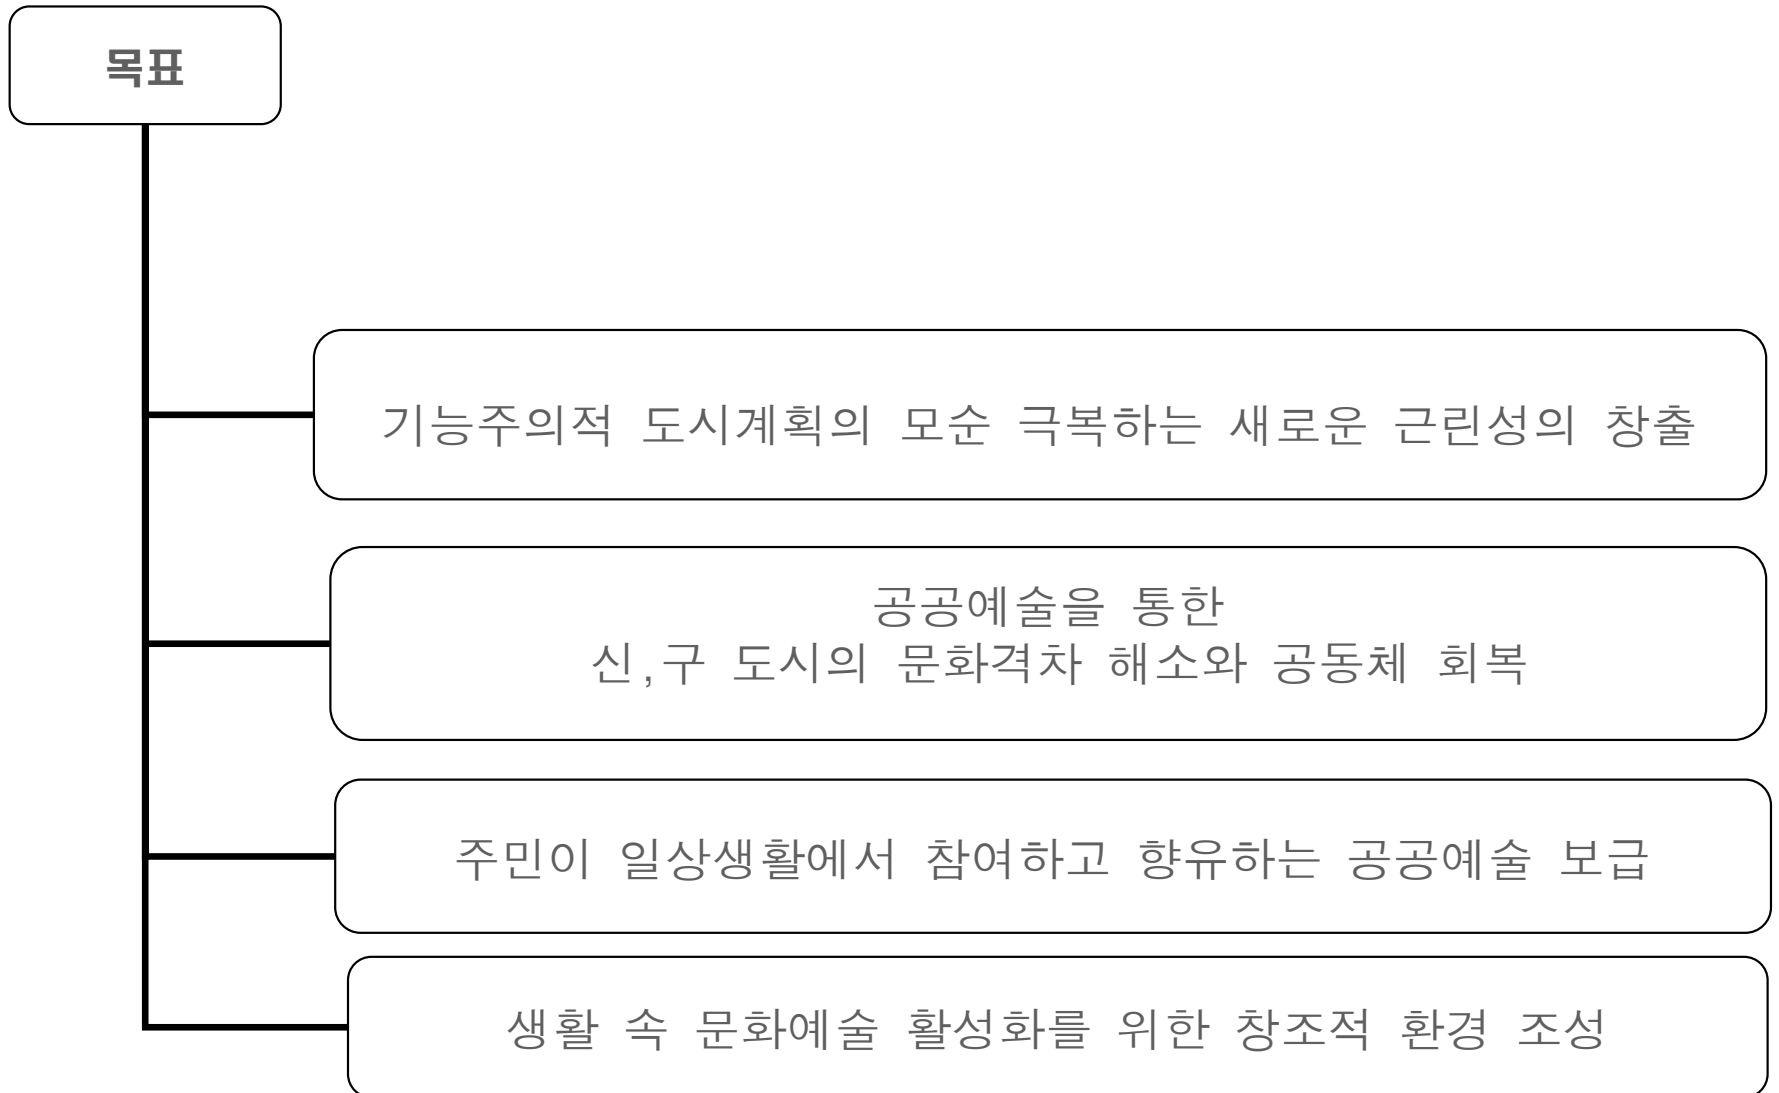 목표
기능주의적 도시계획의 모순 극복하는 새로운 근린성의 창출
공공예술을 통한
신,구 도시의 문화격차 해소와 공동체 회복
주민이 일상생활에서 참여하고 향유하는 공공예술 보급
생활 속 문화예술 활성화를 위한 창조적 환경 조성